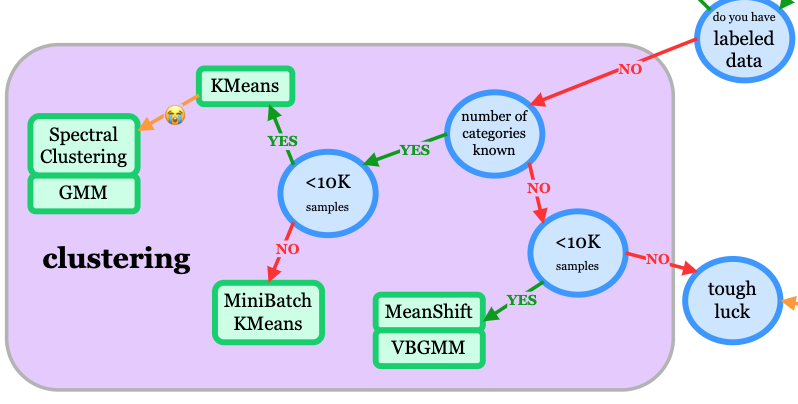 do you have
labeled
data
NO
KMeans
number of
categories
known
Spectral
Clustering
GMM
YES
YES
<10K
samples
NO
<10K
samples
NO
NO
clustering
MiniBatch
KMeans
YES
MeanShift
VBGMM
tough
luck